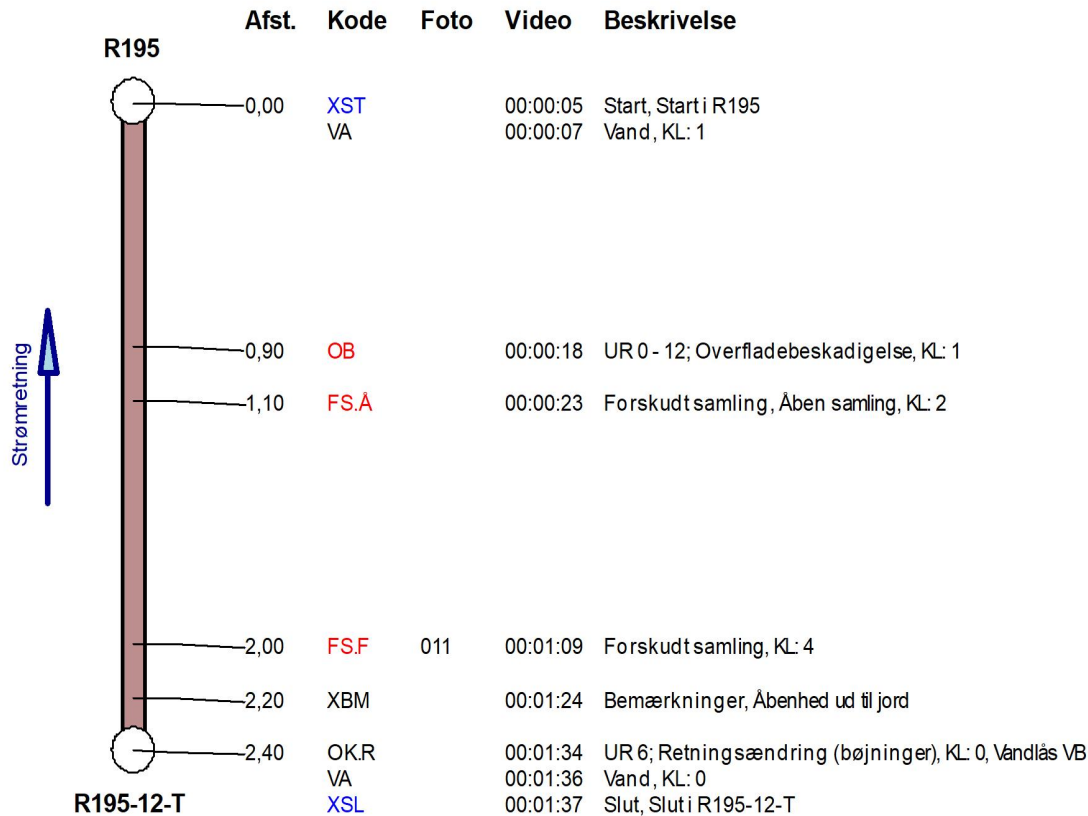 Afst. Kode Foto Video Beskrivelse
R195
0,00 XST 00:00:05 Start, Start i R195
VA 00:00:07 Vand, KL: 1
0,90 OB 00:00:18 UR 0 - 12; Overfladebeskadigelse, KL: 1
1,10 FS.Å 00:00:23 Forskudt samling, Åben samling, KL: 2
Strømretning
2,00 FS.F 011 00:01:09 Forskudt samling, KL: 4
2,20 XBM 00:01:24 Bemærkninger, Åbenhed ud til jord
2,40 OK.R 00:01:34 UR 6; Retningsændring (bøjninger), KL: 0, Vandlås VB
VA 00:01:36 Vand, KL: 0
R195-12-T XSL 00:01:37 Slut, Slut i R195-12-T